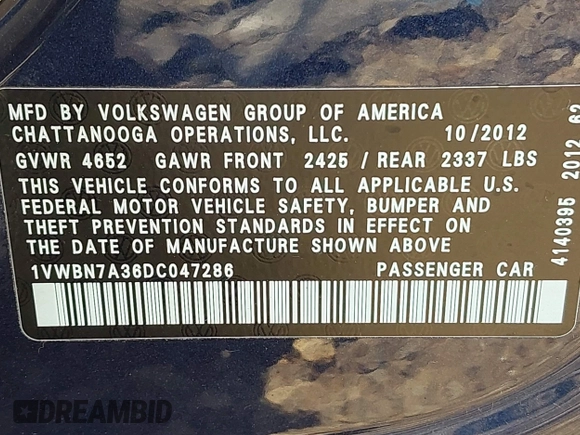 MFD BY VOLKSWAGEN GROUP OF AMERICA
CHATTANOOGA OPERATIONS, LLC. 10/2012
GVWR 4652 GAWR FRONT 2425 / REAR 2337 LBS
THIS VEHICLE CONFORMS TO ALL APPLICABLE U.S.
FEDERAL MOTOR VEHICLE SAFETY, BUMPER AND
THEFT PREVENTION STANDARDS IN EFFECT ON
THE DATE OF MANUFACTURE SHOWN ABOVE
1VWBN7A36DC047286 PASSENGER CAR
4140395 2012 62
DREAMBID